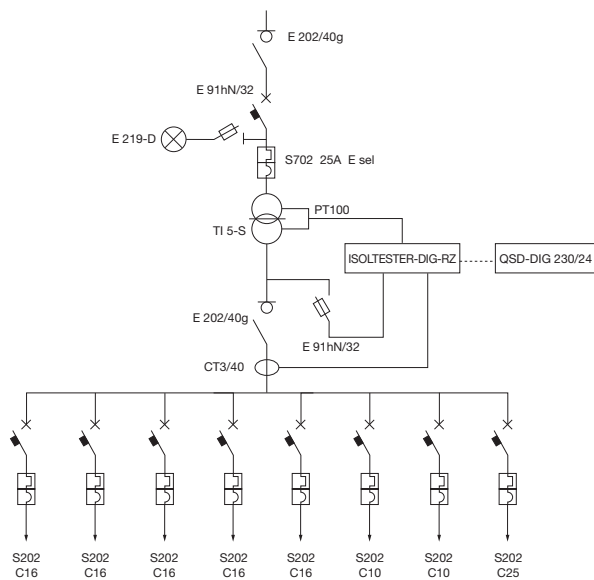 E 202/40g
E 91hN/32
E 219-D
S702 25A E sel
PT100
TI 5-S
ISOLTESTER-DIG-RZ
QSD-DIG 230/24
E 202/40g
E 91hN/32
CT3/40
S202 S202 S202 S202 S202 S202 S202 S202
C16 C16 C16 C16 C16 C10 C10 C25